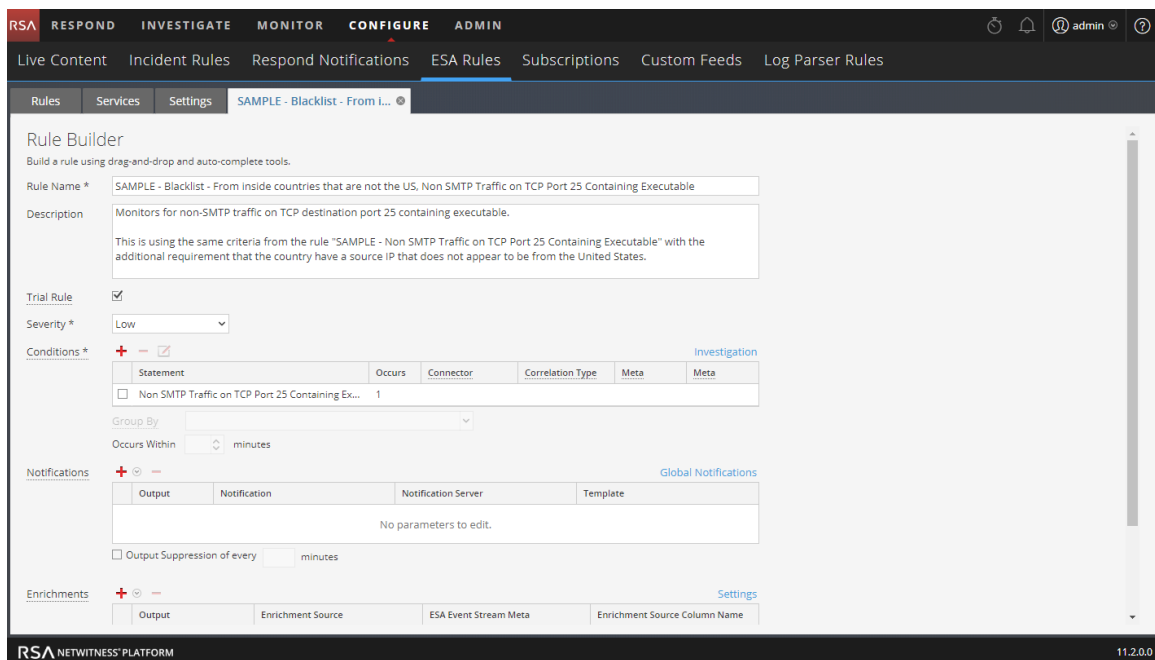 RSA RESPOND INVESTIGATE MONITOR CONFIGURE ADMIN admin
Live Content Incident Rules Respond Notifications ESA Rules Subscriptions Custom Feeds Log Parser Rules
Rules Services Settings SAMPLE - Blacklist - From i...
Rule Builder
Build a rule using drag-and-drop and auto-complete tools.
Rule Name * SAMPLE - Blacklist - From inside countries that are not the US, Non SMTP Traffic on TCP Port 25 Containing Executable
Description Monitors for non-SMTP traffic on TCP destination port 25 containing executable.
This is using the same criteria from the rule "SAMPLE - Non SMTP Traffic on TCP Port 25 Containing Executable" with the
additional requirement that the country have a source IP that does not appear to be from the United States.
Trial Rule
Severity * Low
Conditions * Investigation
Statement Occurs Connector Correlation Type Meta Meta
Non SMTP Traffic on TCP Port 25 Containing Ex... 1
Group By
Occurs Within minutes
Notifications Global Notifications
Output Notification Notification Server Template
No parameters to edit.
Output Suppression of every minutes
Enrichments Settings
Output Enrichment Source ESA Event Stream Meta Enrichment Source Column Name
RSA NETWITNESS® PLATFORM 11.2.0.0